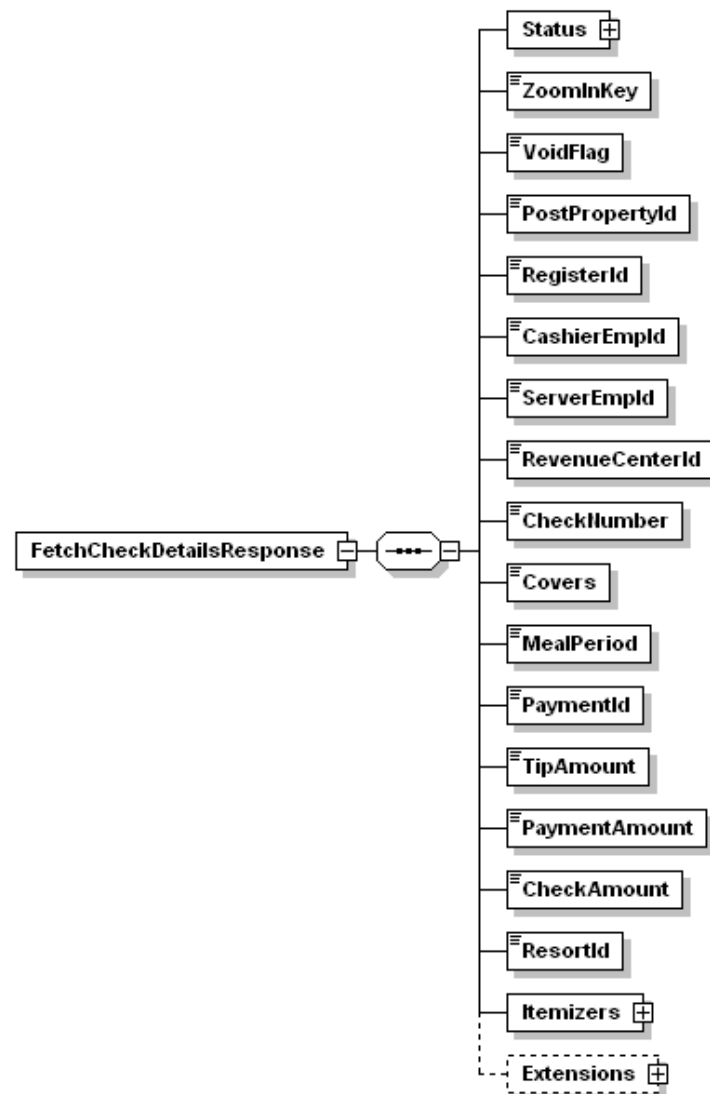 Status
ZoomInKey
VoidFlag
PostPropertyId
RegisterId
CashierEmpId
ServerEmpId
RevenueCenterId
CheckNumber
FetchCheckDetailsResponse
Covers
MealPeriod
PaymentId
TipAmount
PaymentAmount
CheckAmount
ResortId
Itemizers
Extensions